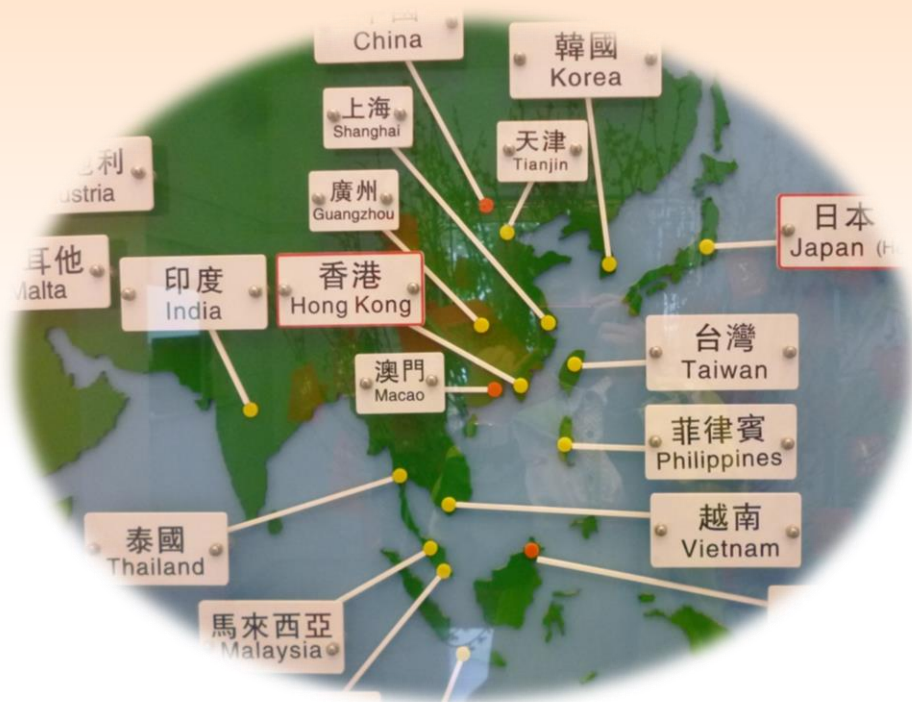 China
韓國
Korea
上海
Shanghai
天津
Tianjin
廣州
Guangzhou
日本
Japan
耳他
Malta
印度
India
香港
Hong Kong
台灣
Taiwan
澳門
Macao
菲律賓
Philippines
越南
Vietnam
泰國
Thailand
馬來西亞
Malaysia